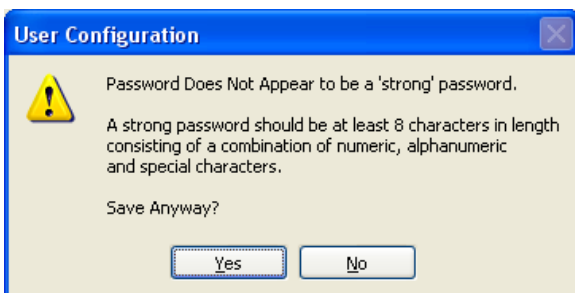 User Configuration
Password Does Not Appear to be a 'strong' password.
A strong password should be at least 8 characters in length
consisting of a combination of numeric, alphanumeric
and special characters.
Save Anyway?
Yes
No